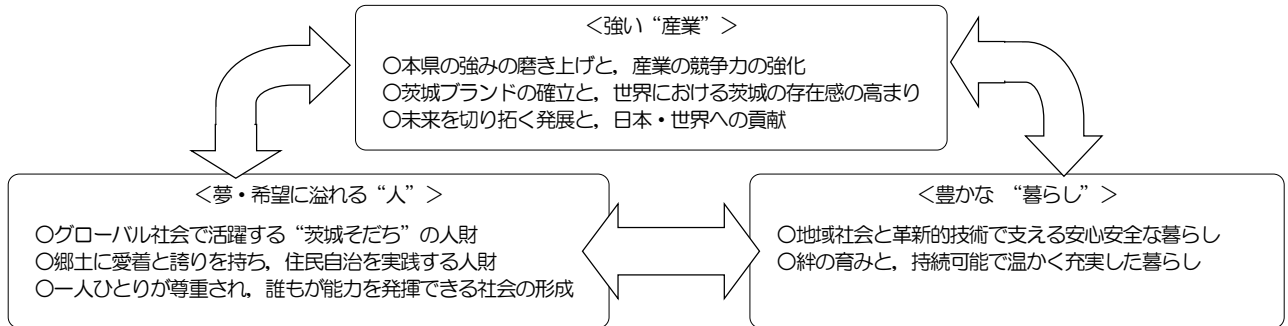 ＜強い“産業”＞
○本県の強みの磨き上げと，産業の競争力の強化
○茨城ブランドの確立と，世界における茨城の存在感の高まり
○未来を切り拓く発展と，日本・世界への貢献
＜夢・希望に溢れる“人”＞
○グローバル社会で活躍する“茨城そだち”の人財
○郷土に愛着と誇りを持ち，住民自治を実践する人財
○一人ひとりが尊重され，誰もが能力を発揮できる社会の形成
＜豊かな “暮らし”＞
○地域社会と革新的技術で支える安心安全な暮らし
○絆の育みと，持続可能で温かく充実した暮らし